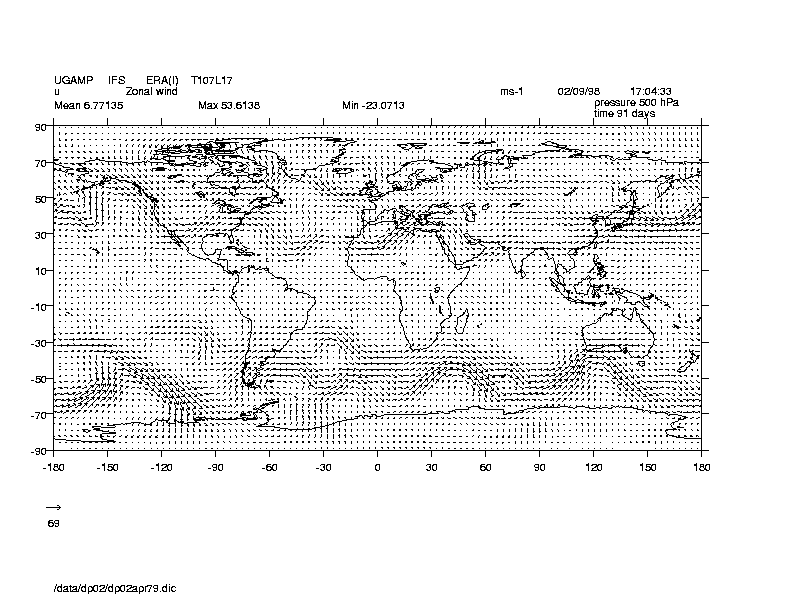 UGAMP IFS ERA(I) T107L17
u Zonal wind ms-1 02/09/98 17:04:33
Mean 6.77135 Max 53.6138 Min -23.0713 pressure 500 hPa
time 91 days
90
70
50
30
10
-10
-30
-50
-70
-90
-180 -150 -120 -90 -60 -30 0 30 60 90 120 150 180
69
/data/dp02/dp02apr79.dic